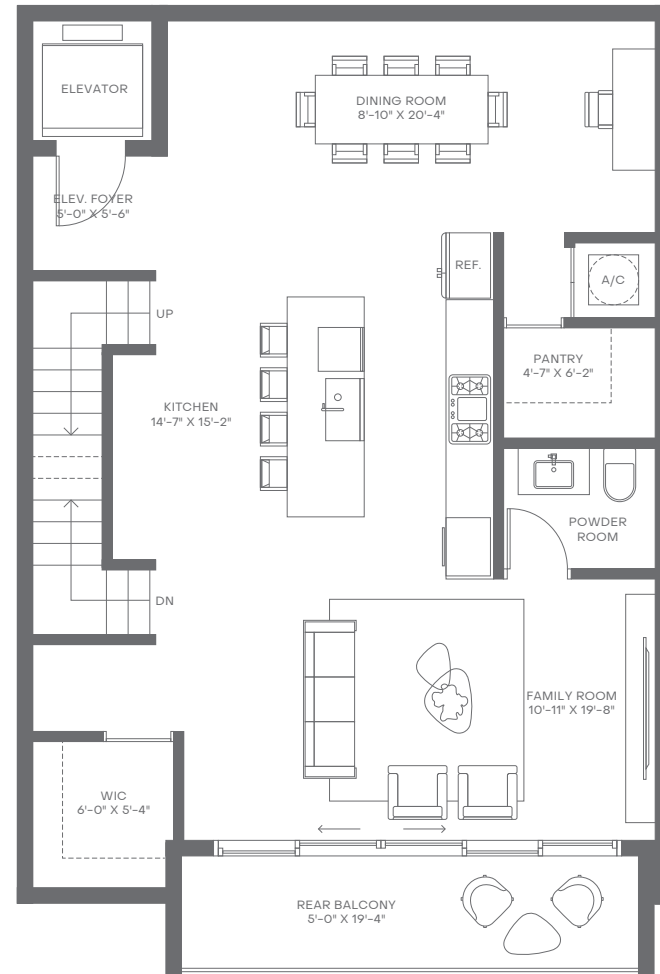 ELEVATOR
DINING ROOM
8'-10" X 20'-4"
ELEV. FOYER
5'-0" X 5'-6"
REF.
A/C
UP
PANTRY
4'-7" X 6'-2"
KITCHEN
14'-7" X 15'-2"
POWDER
ROOM
DN
FAMILY ROOM
10'-11" X 19'-8"
WIC
6'-0" X 5'-4"
REAR BALCONY
5'-0" X 19'-4"